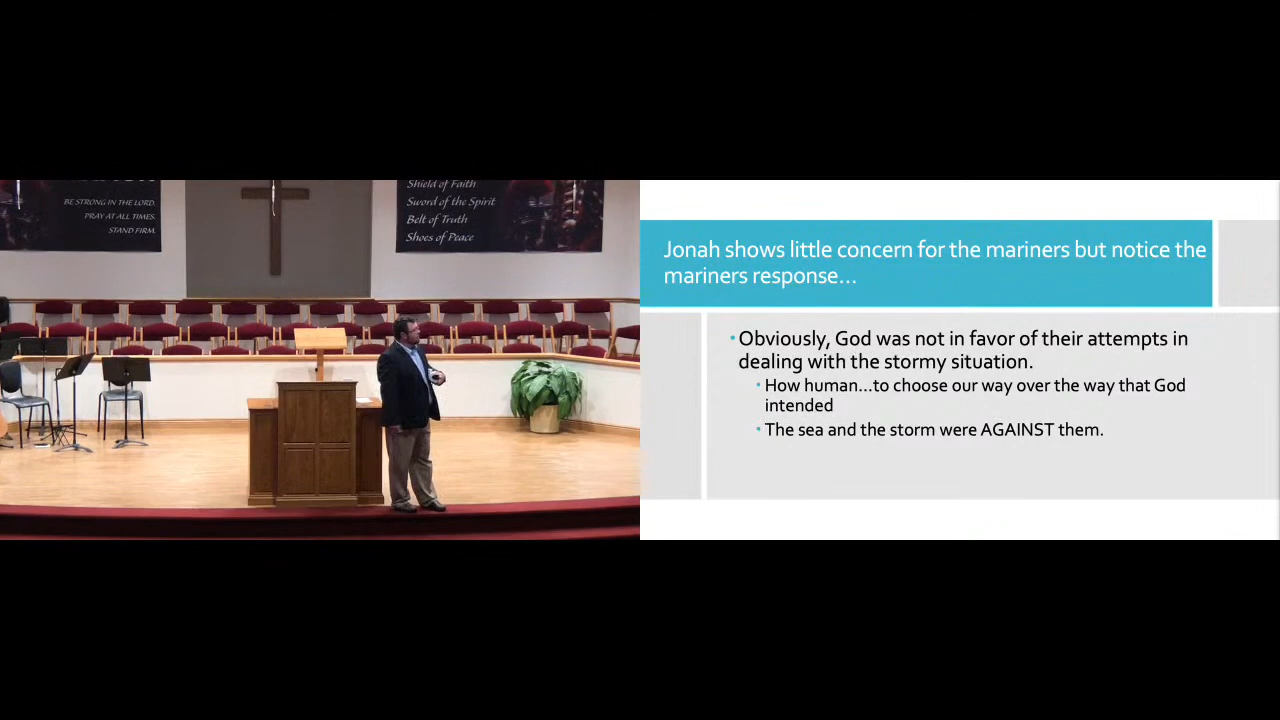 BE STRONG IN THE LORD.
PRAY AT ALL TIMES.
STAND FIRM.
Shield of Faith
Sword of the Spirit
Belt of Truth
Shoes of Peace
Jonah shows little concern for the mariners but notice the
mariners response...
Obviously, God was not in favor of their attempts in
dealing with the stormy situation.
How human...to choose our way over the way that God
intended
The sea and the storm were AGAINST them.